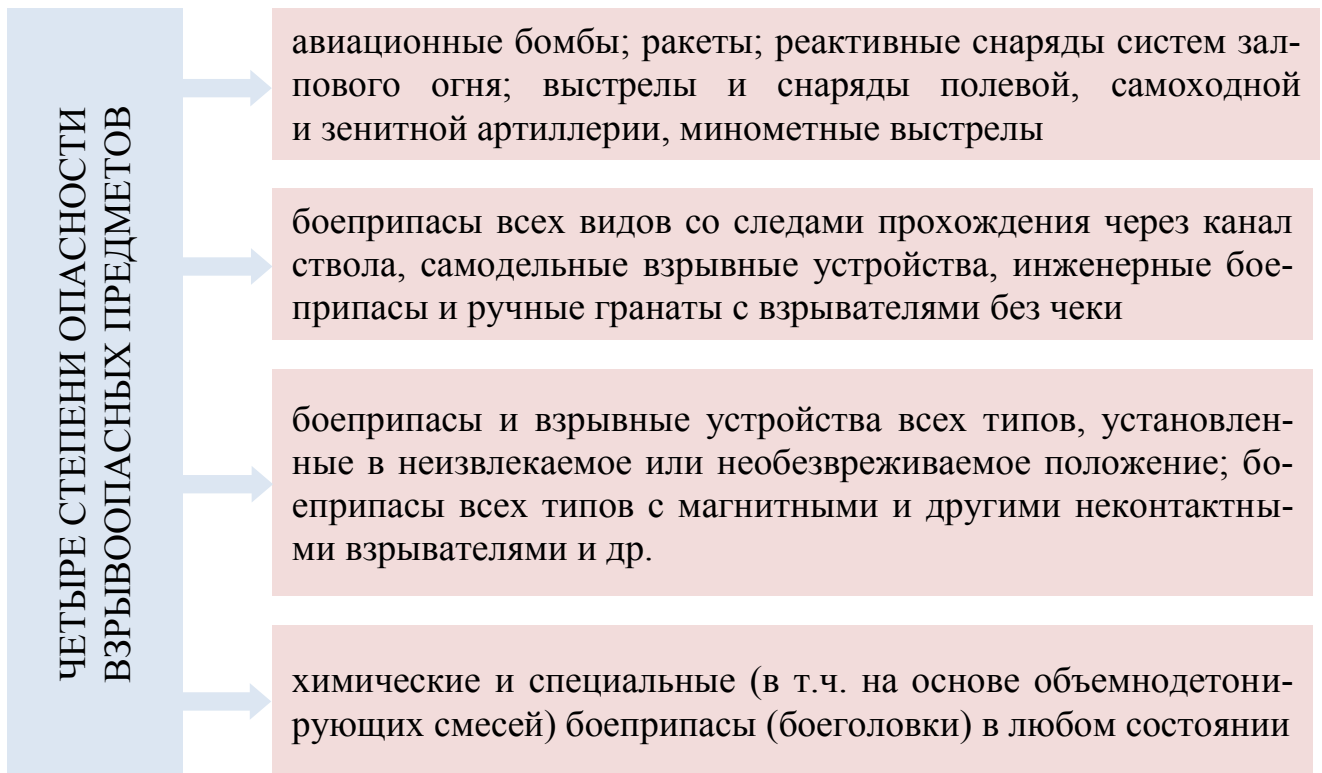 ЧЕТЫРЕ СТЕПЕНИ ОПАСНОСТИ
ВЗРЫВООПАСНЫХ ПРЕДМЕТОВ
авиационные бомбы; ракеты; реактивные снаряды систем зал-
пового огня; выстрелы и снаряды полевой, самоходной
и зенитной артиллерии, минометные выстрелы
боеприпасы всех видов со следами прохождения через канал
ствола, самодельные взрывные устройства, инженерные бое-
припасы и ручные гранаты с взрывателями без чеки
боеприпасы и взрывные устройства всех типов, установлен-
ные в неизвлекаемое или необезвреживаемое положение; бо-
еприпасы всех типов с магнитными и другими неконтактны-
ми взрывателями и др.
химические и специальные (в т.ч. на основе объемнодетони-
рующих смесей) боеприпасы (боеголовки) в любом состоянии